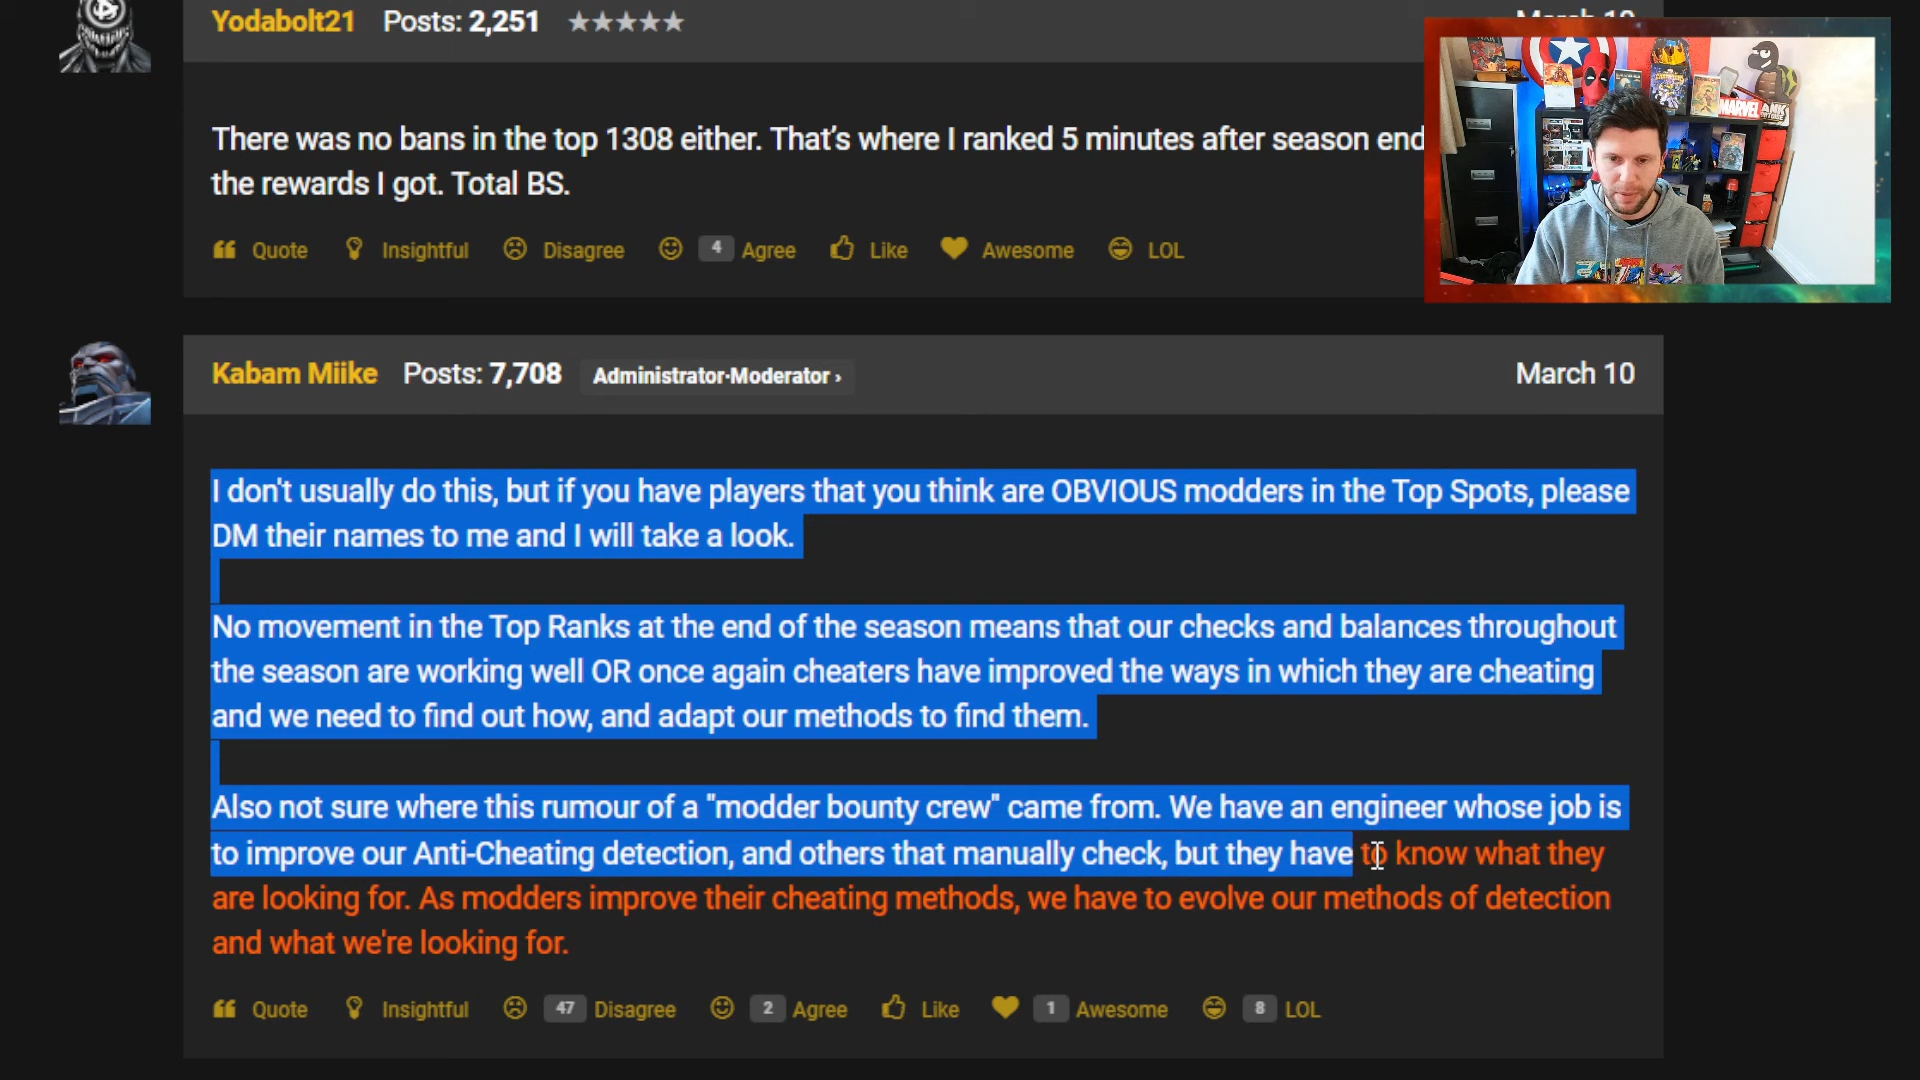 Yodabolt21 Posts: 2,251 ★★★★★ March 10
There was no bans in the top 1308 either. That's where I ranked 5 minutes after season end
the rewards I got. Total BS.
Quote Insightful Disagree 4 Agree Like Awesome LOL
MARVEL
Kabam Miike Posts: 7,708 Administrator·Moderator › March 10
I don't usually do this, but if you have players that you think are OBVIOUS modders in the Top Spots, please
DM their names to me and I will take a look.
No movement in the Top Ranks at the end of the season means that our checks and balances throughout
the season are working well OR once again cheaters have improved the ways in which they are cheating
and we need to find out how, and adapt our methods to find them.
Also not sure where this rumour of a "modder bounty crew" came from. We have an engineer whose job is
to improve our Anti-Cheating detection, and others that manually check, but they have to know what they
are looking for. As modders improve their cheating methods, we have to evolve our methods of detection
and what we're looking for.
Quote Insightful 47 Disagree 2 Agree Like 1 Awesome 8 LOL